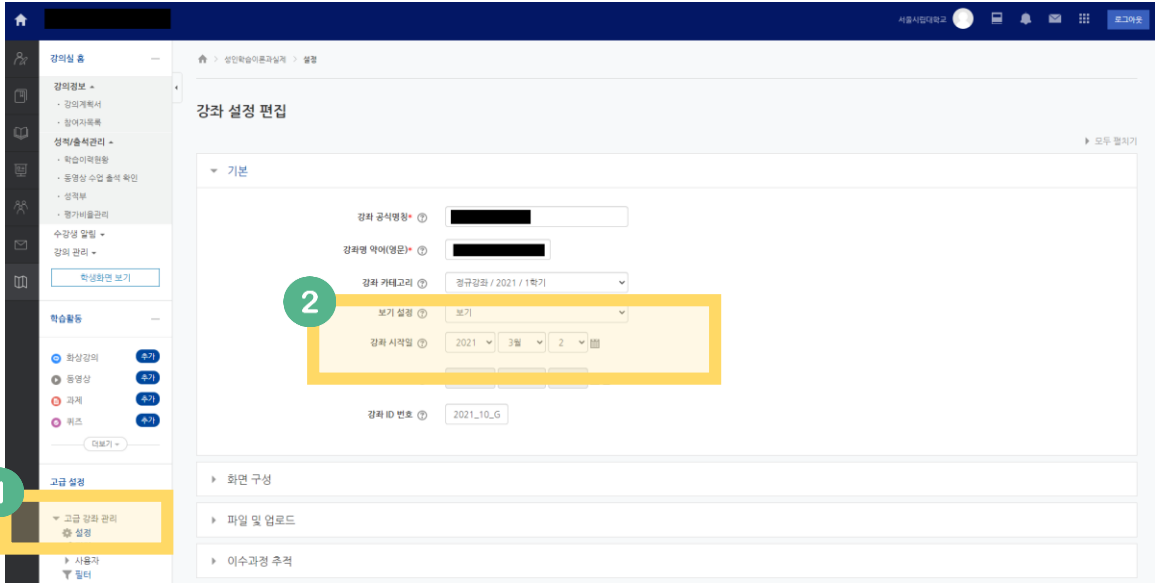 서울시립대학교
로그아웃
강의실 홈
성인학습이론과실제 > 설정
강의정보
· 강의계획서
· 참여자목록
강좌 설정 편집
성적/출석관리
모두 펼치기
· 학습이력현황
· 동영상 수업 출석 확인
· 성적부
· 평가비율관리
수강생 알림
강의 관리
학생화면 보기
기본
강좌 공식명칭*
강좌명 약어(영문)*
강좌 카테고리
정규강좌 / 2021 / 1학기
2
보기 설정
보기
강좌 시작일
2021 3월 2
강좌 ID 번호
2021_10_G
학습활동
화상강의 추가
동영상 추가
과제 추가
퀴즈 추가
더보기
고급 설정
고급 강좌 관리
설정
사용자
필터
화면 구성
파일 및 업로드
이수과정 추적